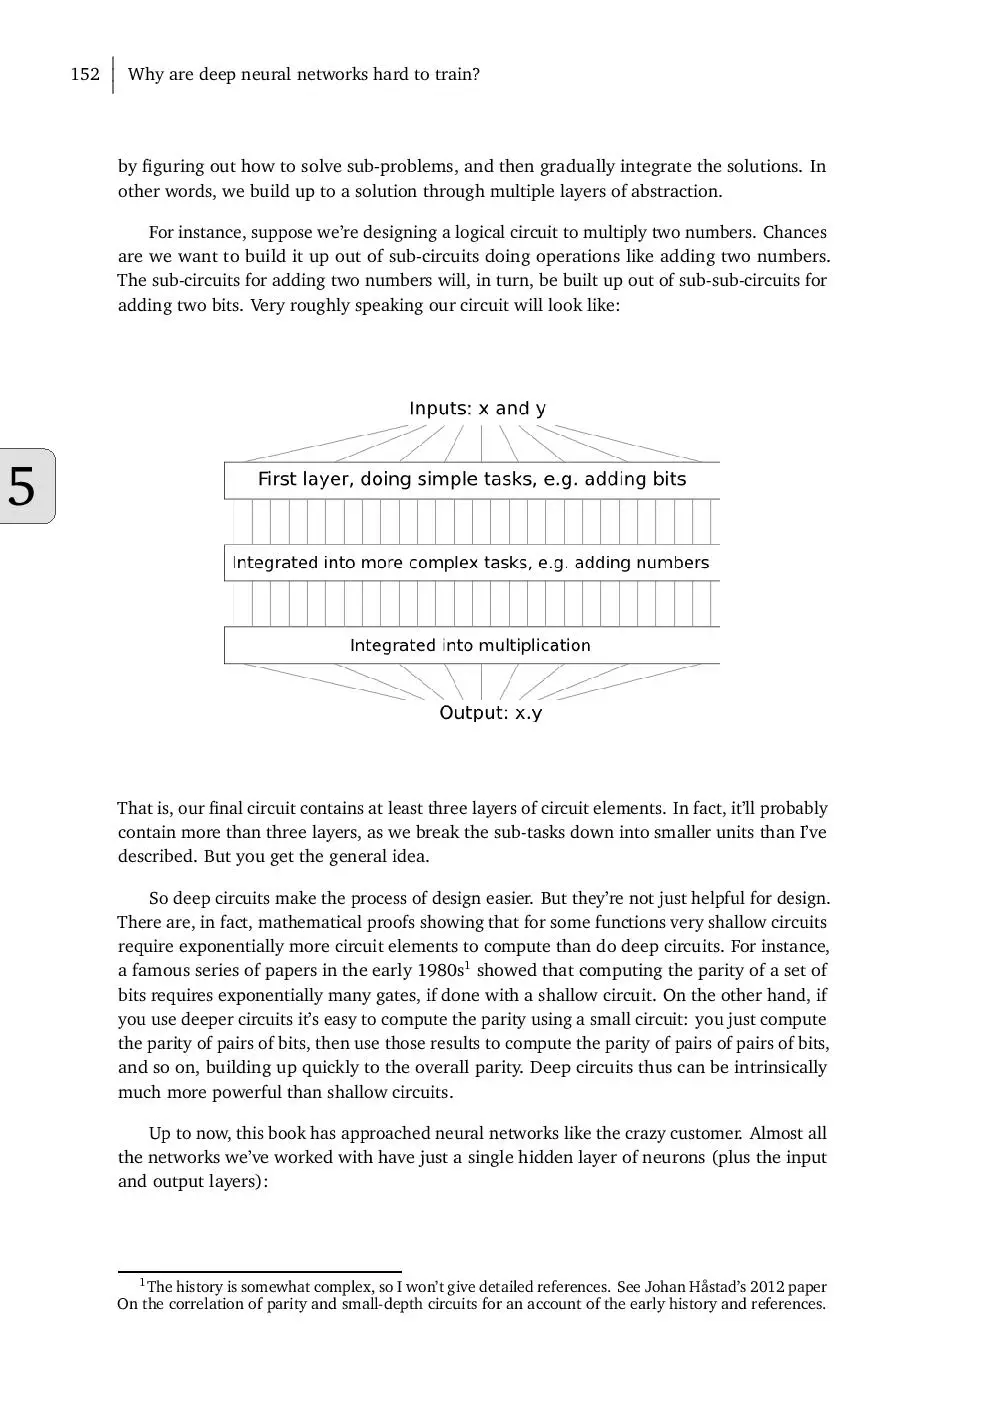 152 Why are deep neural networks hard to train?
by figuring out how to solve sub-problems, and then gradually integrate the solutions. In
other words, we build up to a solution through multiple layers of abstraction.
For instance, suppose we’re designing a logical circuit to multiply two numbers. Chances
are we want to build it up out of sub-circuits doing operations like adding two numbers.
The sub-circuits for adding two numbers will, in turn, be built up out of sub-sub-circuits for
adding two bits. Very roughly speaking our circuit will look like:
Inputs: x and y
First layer, doing simple tasks, e.g. adding bits
5
Integrated into more complex tasks, e.g. adding numbers
Integrated into multiplication
Output: x.y
That is, our final circuit contains at least three layers of circuit elements. In fact, it’ll probably
contain more than three layers, as we break the sub-tasks down into smaller units than I’ve
described. But you get the general idea.
So deep circuits make the process of design easier. But they’re not just helpful for design.
There are, in fact, mathematical proofs showing that for some functions very shallow circuits
require exponentially more circuit elements to compute than do deep circuits. For instance,
a famous series of papers in the early 1980s1 showed that computing the parity of a set of
bits requires exponentially many gates, if done with a shallow circuit. On the other hand, if
you use deeper circuits it’s easy to compute the parity using a small circuit: you just compute
the parity of pairs of bits, then use those results to compute the parity of pairs of pairs of bits,
and so on, building up quickly to the overall parity. Deep circuits thus can be intrinsically
much more powerful than shallow circuits.
Up to now, this book has approached neural networks like the crazy customer. Almost all
the networks we’ve worked with have just a single hidden layer of neurons (plus the input
and output layers):
1The history is somewhat complex, so I won’t give detailed references. See Johan Håstad’s 2012 paper
On the correlation of parity and small-depth circuits for an account of the early history and references.